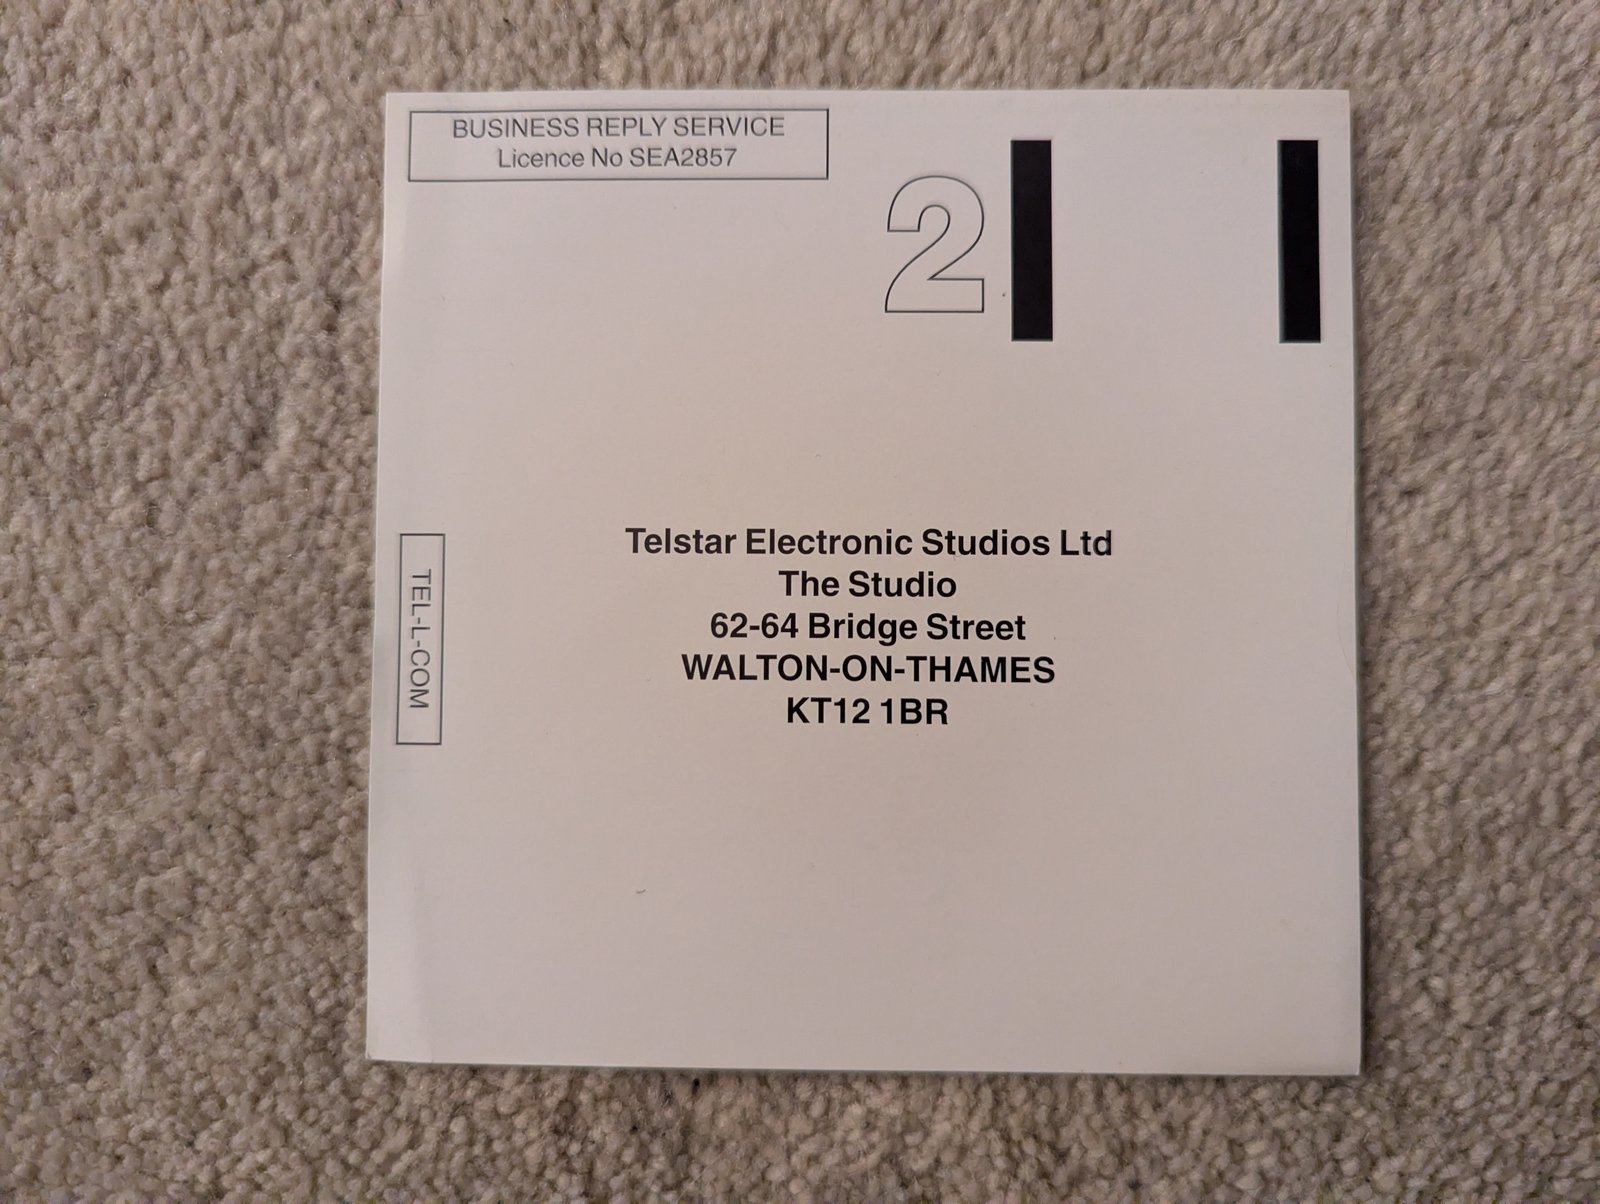 BUSINESS REPLY SERVICE
Licence No SEA2857
2
TEL-L-COM
Telstar Electronic Studios Ltd
The Studio
62-64 Bridge Street
WALTON-ON-THAMES
KT12 1BR